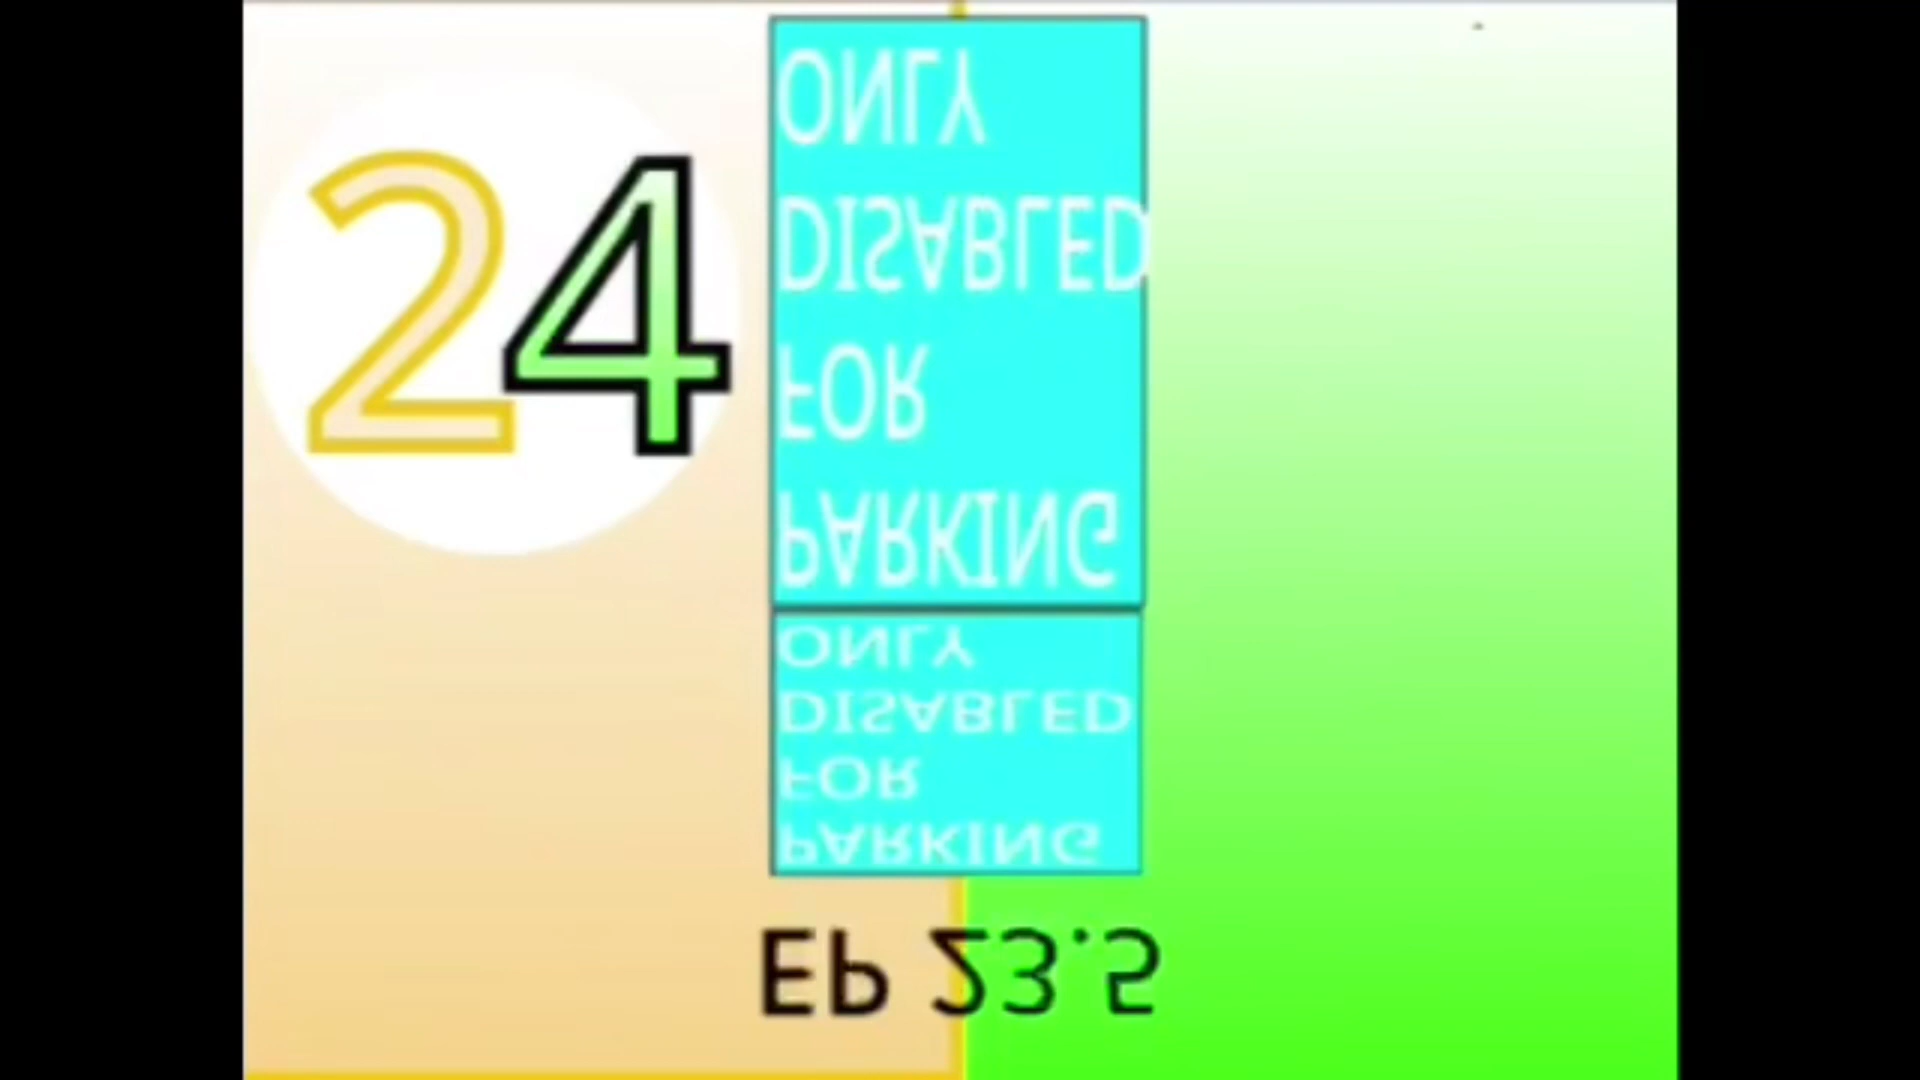 24
ONLY
DISABLED
FOR
PARKING
ONLY
DISABLED
FOR
PARKING
EP 23.5